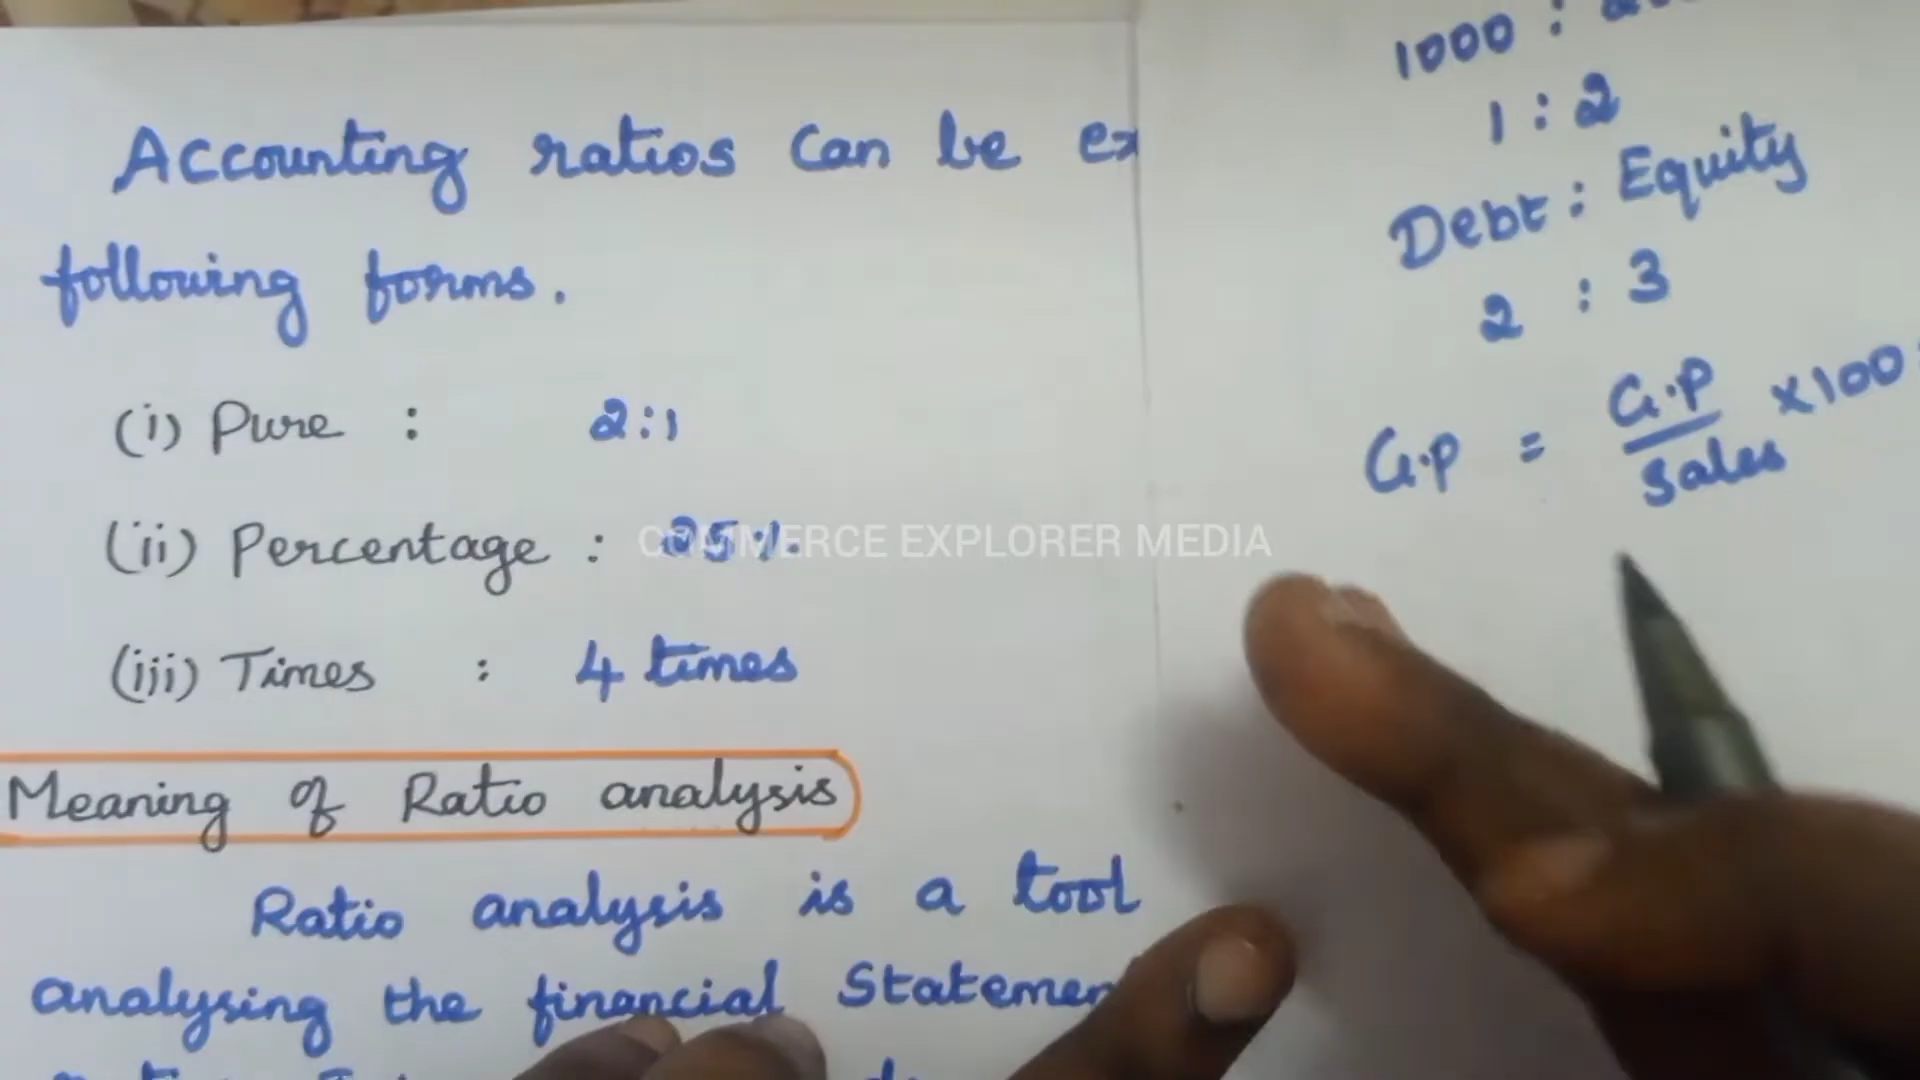 Accounting ratios can be
following forms.
(i) Pure : 2:1
(ii) Percentage : 25%
(iii) Times : 4 times
Meaning of Ratio analysis
Ratio analysis is a tool
analysing the financial
1000 :
1 : 2
Debt : Equity
2 : 3
G.P = G.P / Sales x100
COMMERCE EXPLORER MEDIA